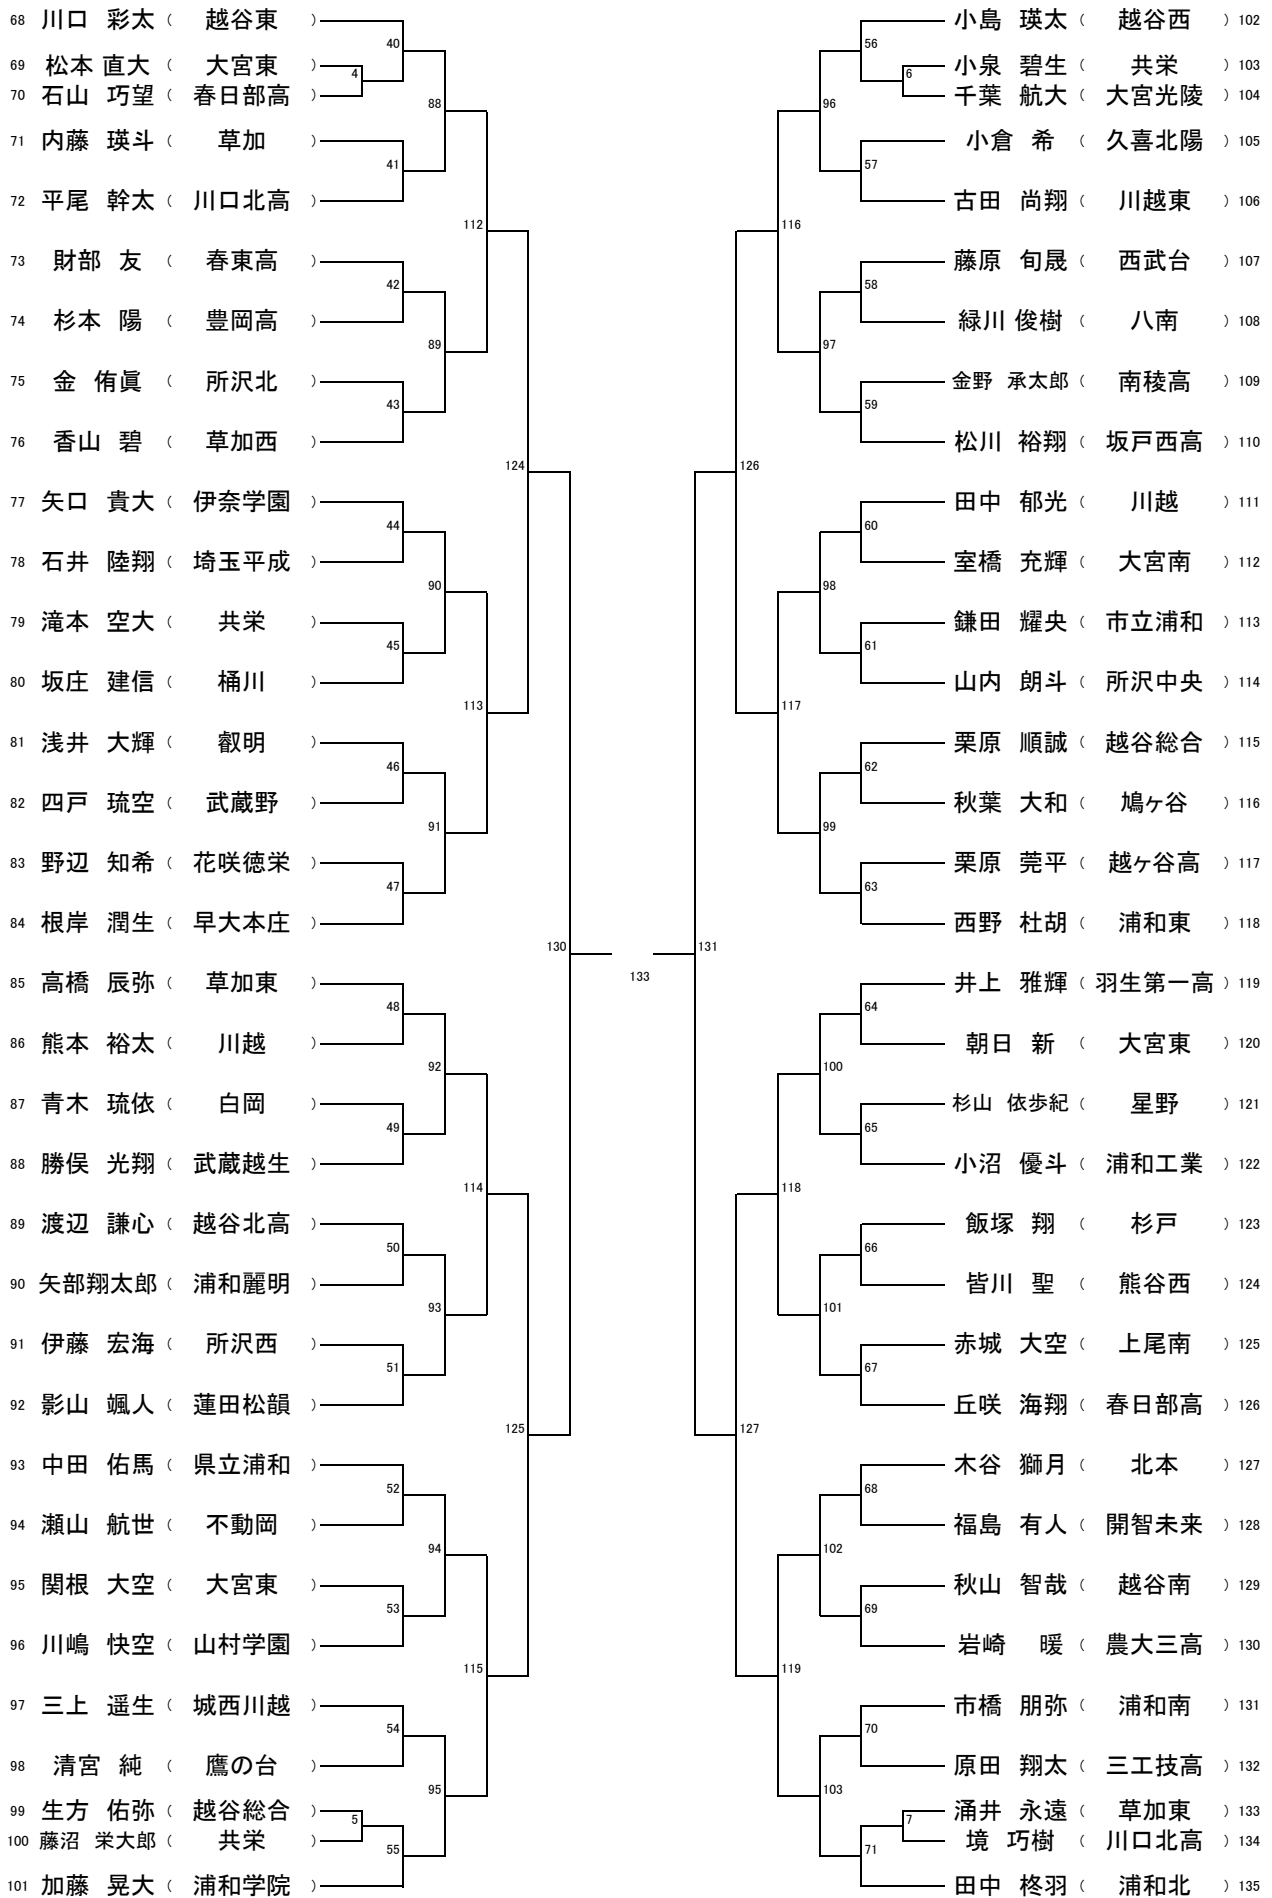 68 川口 彩太 ( 越谷東 )
40
69 松本 直大 ( 大宮東 )
4
70 石山 巧望 ( 春日部高 )
88
71 内藤 瑛斗 ( 草加 )
41
72 平尾 幹太 ( 川口北高 )
112
73 財部 友 ( 春東高 )
42
74 杉本 陽 ( 豊岡高 )
89
75 金 侑眞 ( 所沢北 )
43
76 香山 碧 ( 草加西 )
124
77 矢口 貴大 ( 伊奈学園 )
44
78 石井 陸翔 ( 埼玉平成 )
90
79 滝本 空大 ( 共栄 )
45
80 坂庄 建信 ( 桶川 )
113
81 浅井 大輝 ( 叡明 )
46
82 四戸 琉空 ( 武蔵野 )
91
83 野辺 知希 ( 花咲徳栄 )
47
84 根岸 潤生 ( 早大本庄 )
130
85 高橋 辰弥 ( 草加東 )
48
86 熊本 裕太 ( 川越 )
92
87 青木 琉依 ( 白岡 )
49
88 勝俣 光翔 ( 武蔵越生 )
114
89 渡辺 謙心 ( 越谷北高 )
50
90 矢部翔太郎 ( 浦和麗明 )
93
91 伊藤 宏海 ( 所沢西 )
51
92 影山 颯人 ( 蓮田松韻 )
125
93 中田 佑馬 ( 県立浦和 )
52
94 瀬山 航世 ( 不動岡 )
94
95 関根 大空 ( 大宮東 )
53
96 川嶋 快空 ( 山村学園 )
115
97 三上 遥生 ( 城西川越 )
54
98 清宮 純 ( 鷹の台 )
95
99 生方 佑弥 ( 越谷総合 )
5
100 藤沼 栄大郎 ( 共栄 )
55
101 加藤 晃大 ( 浦和学院 )
133
小島 瑛太 ( 越谷西 ) 102
56
小泉 碧生 ( 共栄 ) 103
6
千葉 航大 ( 大宮光陵 ) 104
96
小倉 希 ( 久喜北陽 ) 105
57
古田 尚翔 ( 川越東 ) 106
116
藤原 旬晟 ( 西武台 ) 107
58
緑川 俊樹 ( 八南 ) 108
97
金野 承太郎 ( 南稜高 ) 109
59
松川 裕翔 ( 坂戸西高 ) 110
126
田中 郁光 ( 川越 ) 111
60
室橋 充輝 ( 大宮南 ) 112
98
鎌田 耀央 ( 市立浦和 ) 113
61
山内 朗斗 ( 所沢中央 ) 114
117
栗原 順誠 ( 越谷総合 ) 115
62
秋葉 大和 ( 鳩ヶ谷 ) 116
99
栗原 莞平 ( 越ヶ谷高 ) 117
63
西野 杜胡 ( 浦和東 ) 118
131
井上 雅輝 ( 羽生第一高 ) 119
64
朝日 新 ( 大宮東 ) 120
100
杉山 依歩紀 ( 星野 ) 121
65
小沼 優斗 ( 浦和工業 ) 122
118
飯塚 翔 ( 杉戸 ) 123
66
皆川 聖 ( 熊谷西 ) 124
101
赤城 大空 ( 上尾南 ) 125
67
丘咲 海翔 ( 春日部高 ) 126
127
木谷 獅月 ( 北本 ) 127
68
福島 有人 ( 開智未来 ) 128
102
秋山 智哉 ( 越谷南 ) 129
69
岩崎 暖 ( 農大三高 ) 130
119
市橋 朋弥 ( 浦和南 ) 131
70
原田 翔太 ( 三工技高 ) 132
103
涌井 永遠 ( 草加東 ) 133
7
境 巧樹 ( 川口北高 ) 134
71
田中 柊羽 ( 浦和北 ) 135